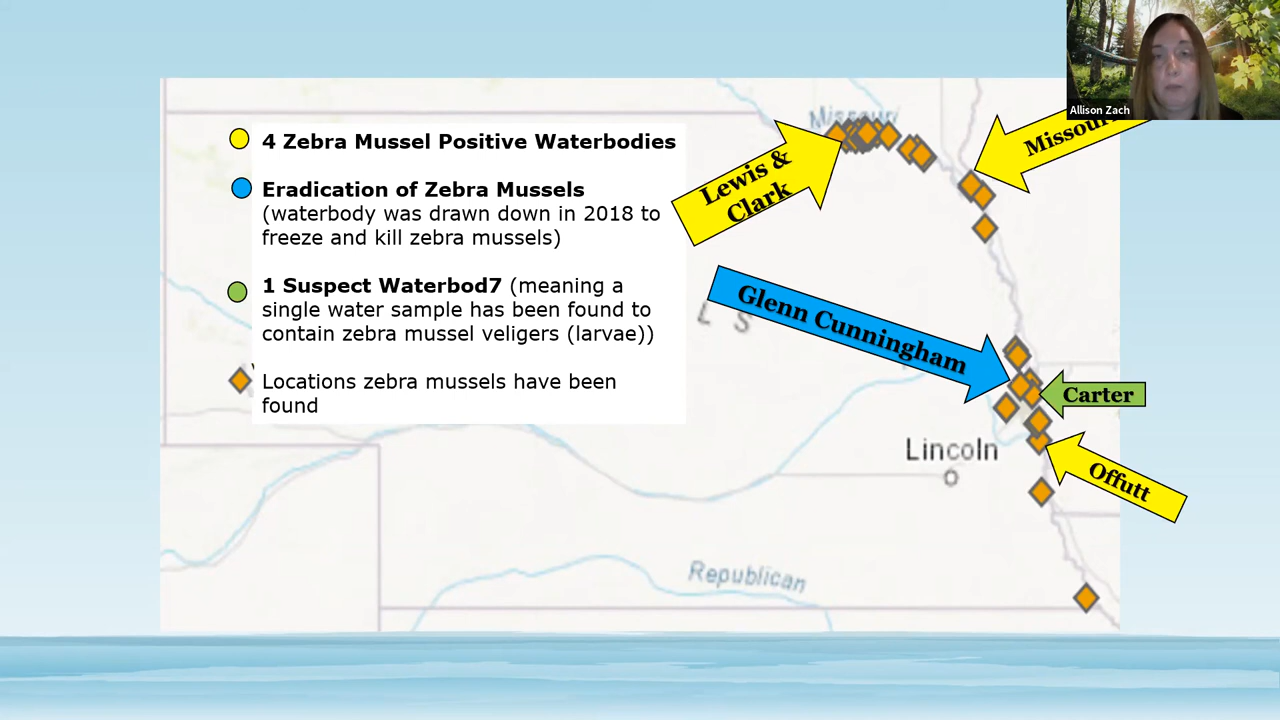 Allison Zach
Missouri
Missour
Lewis &
Clark
4 Zebra Mussel Positive Waterbodies
Eradication of Zebra Mussels
(waterbody was drawn down in 2018 to
freeze and kill zebra mussels)
1 Suspect Waterbod7 (meaning a
single water sample has been found to
contain zebra mussel veligers (larvae))
Locations zebra mussels have been
found
L S
Glenn Cunningham
Carter
Lincoln
Offutt
Republican